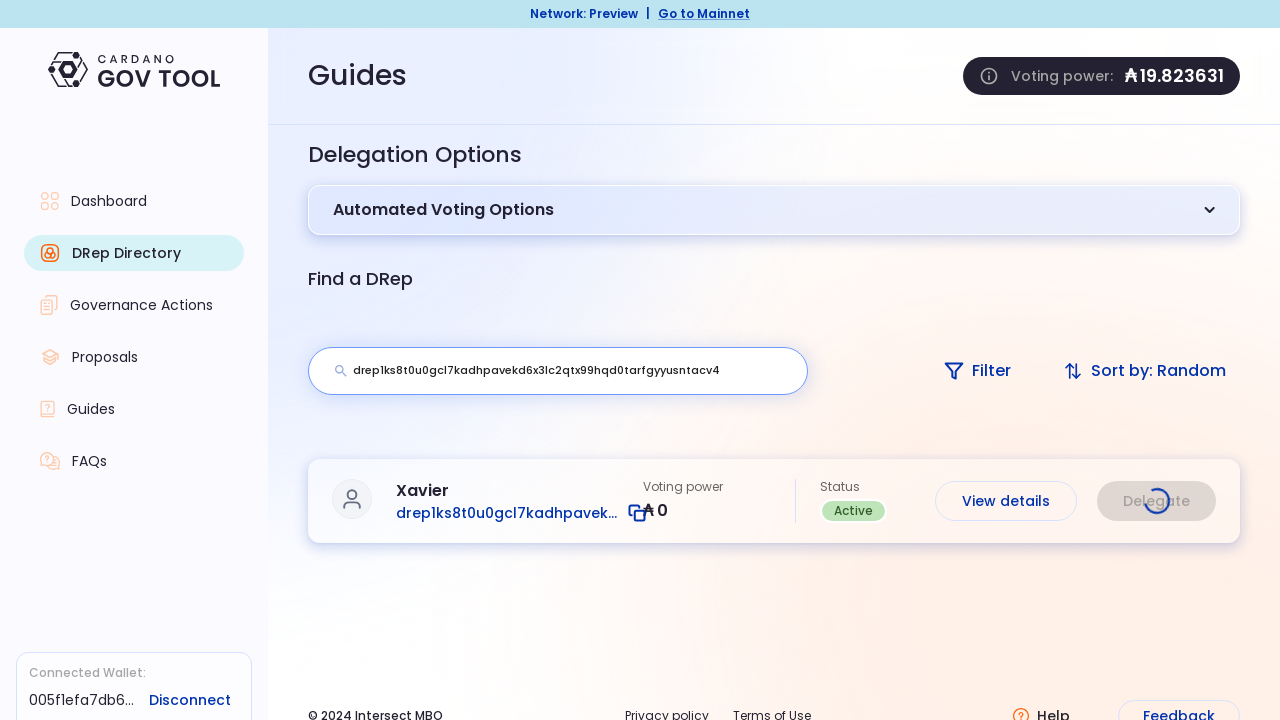 Network: Preview | Go to Mainnet
CARDANO
GOV TOOL
Guides
Voting power: ₳19.823631
Delegation Options
Automated Voting Options
Find a DRep
Dashboard
DRep Directory
Governance Actions
Proposals
Guides
FAQs
drep1ks8t0u0gcl7kadhpavekd6x3lc2qtx99hqd0tarfgyyusntacv4
Filter
Sort by: Random
Xavier
drep1ks8t0u0gcl7kadhpavek...
Voting power
₳0
Status
Active
View details
Delegate
Connected Wallet:
005f1efa7db6...
Disconnect
© 2024 Intersect MBO
Privacy policy
Terms of Use
Help
Feedback